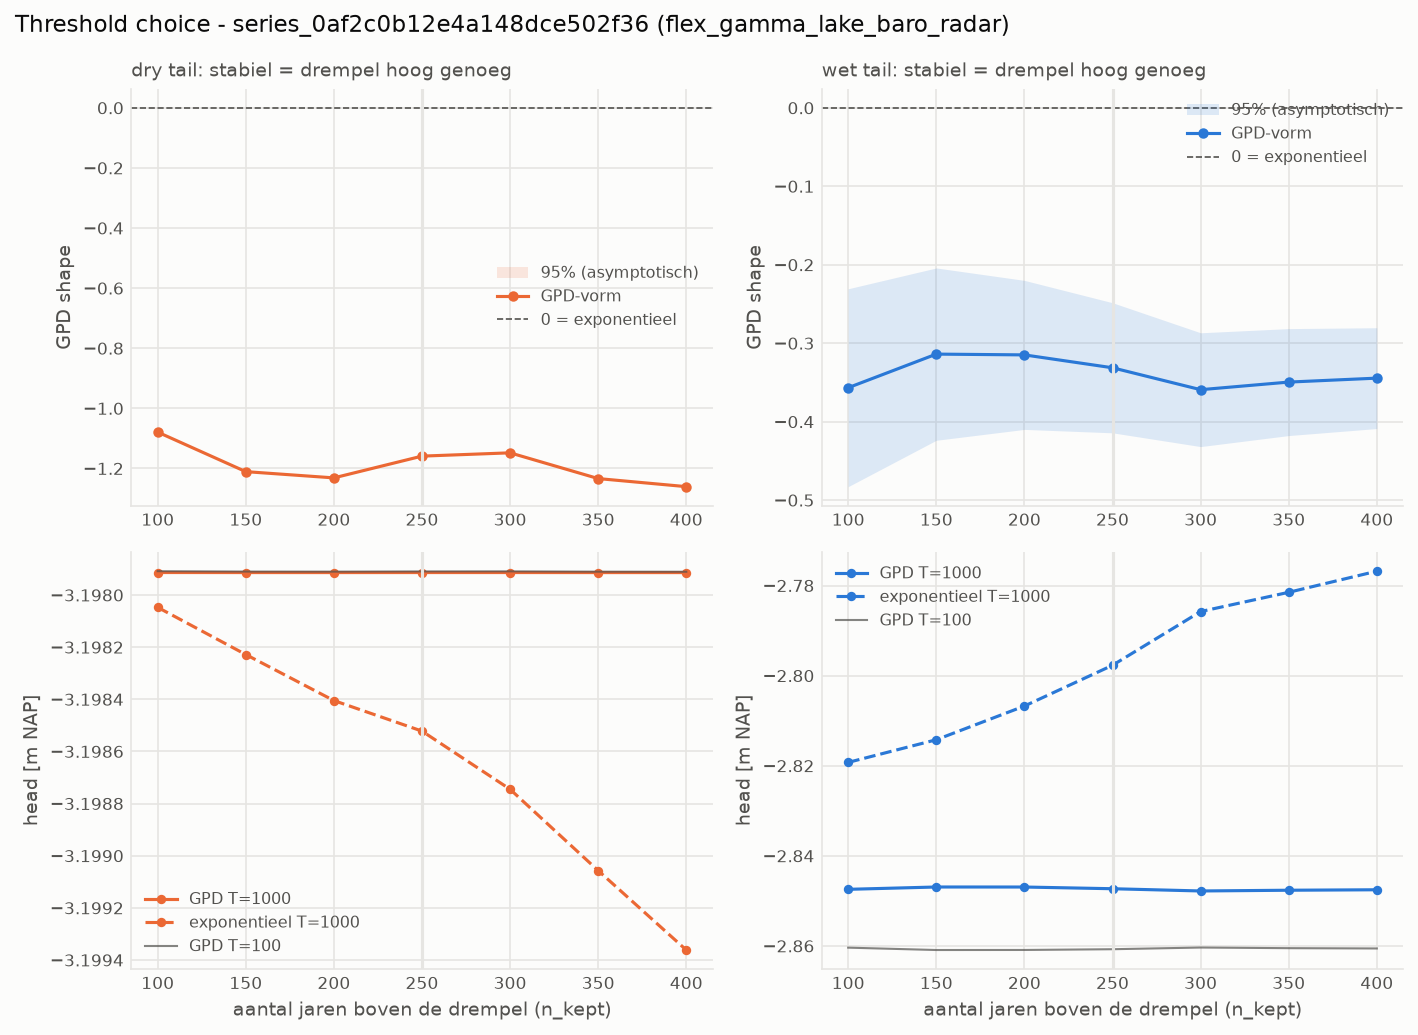 Threshold choice - series_0af2c0b12e4a148dce502f36 (flex_gamma_lake_baro_radar)
dry tail: stabiel = drempel hoog genoeg
GPD shape
0.0
−0.2
−0.4
−0.6
−0.8
−1.0
−1.2
95% (asymptotisch)
GPD-vorm
0 = exponentieel
100 150 200 250 300 350 400
wet tail: stabiel = drempel hoog genoeg
GPD shape
0.0
−0.1
−0.2
−0.3
−0.4
−0.5
95% (asymptotisch)
GPD-vorm
0 = exponentieel
100 150 200 250 300 350 400
head [m NAP]
−3.1980
−3.1982
−3.1984
−3.1986
−3.1988
−3.1990
−3.1992
−3.1994
GPD T=1000
exponentieel T=1000
GPD T=100
100 150 200 250 300 350 400
aantal jaren boven de drempel (n_kept)
head [m NAP]
−2.78
−2.80
−2.82
−2.84
−2.86
GPD T=1000
exponentieel T=1000
GPD T=100
100 150 200 250 300 350 400
aantal jaren boven de drempel (n_kept)